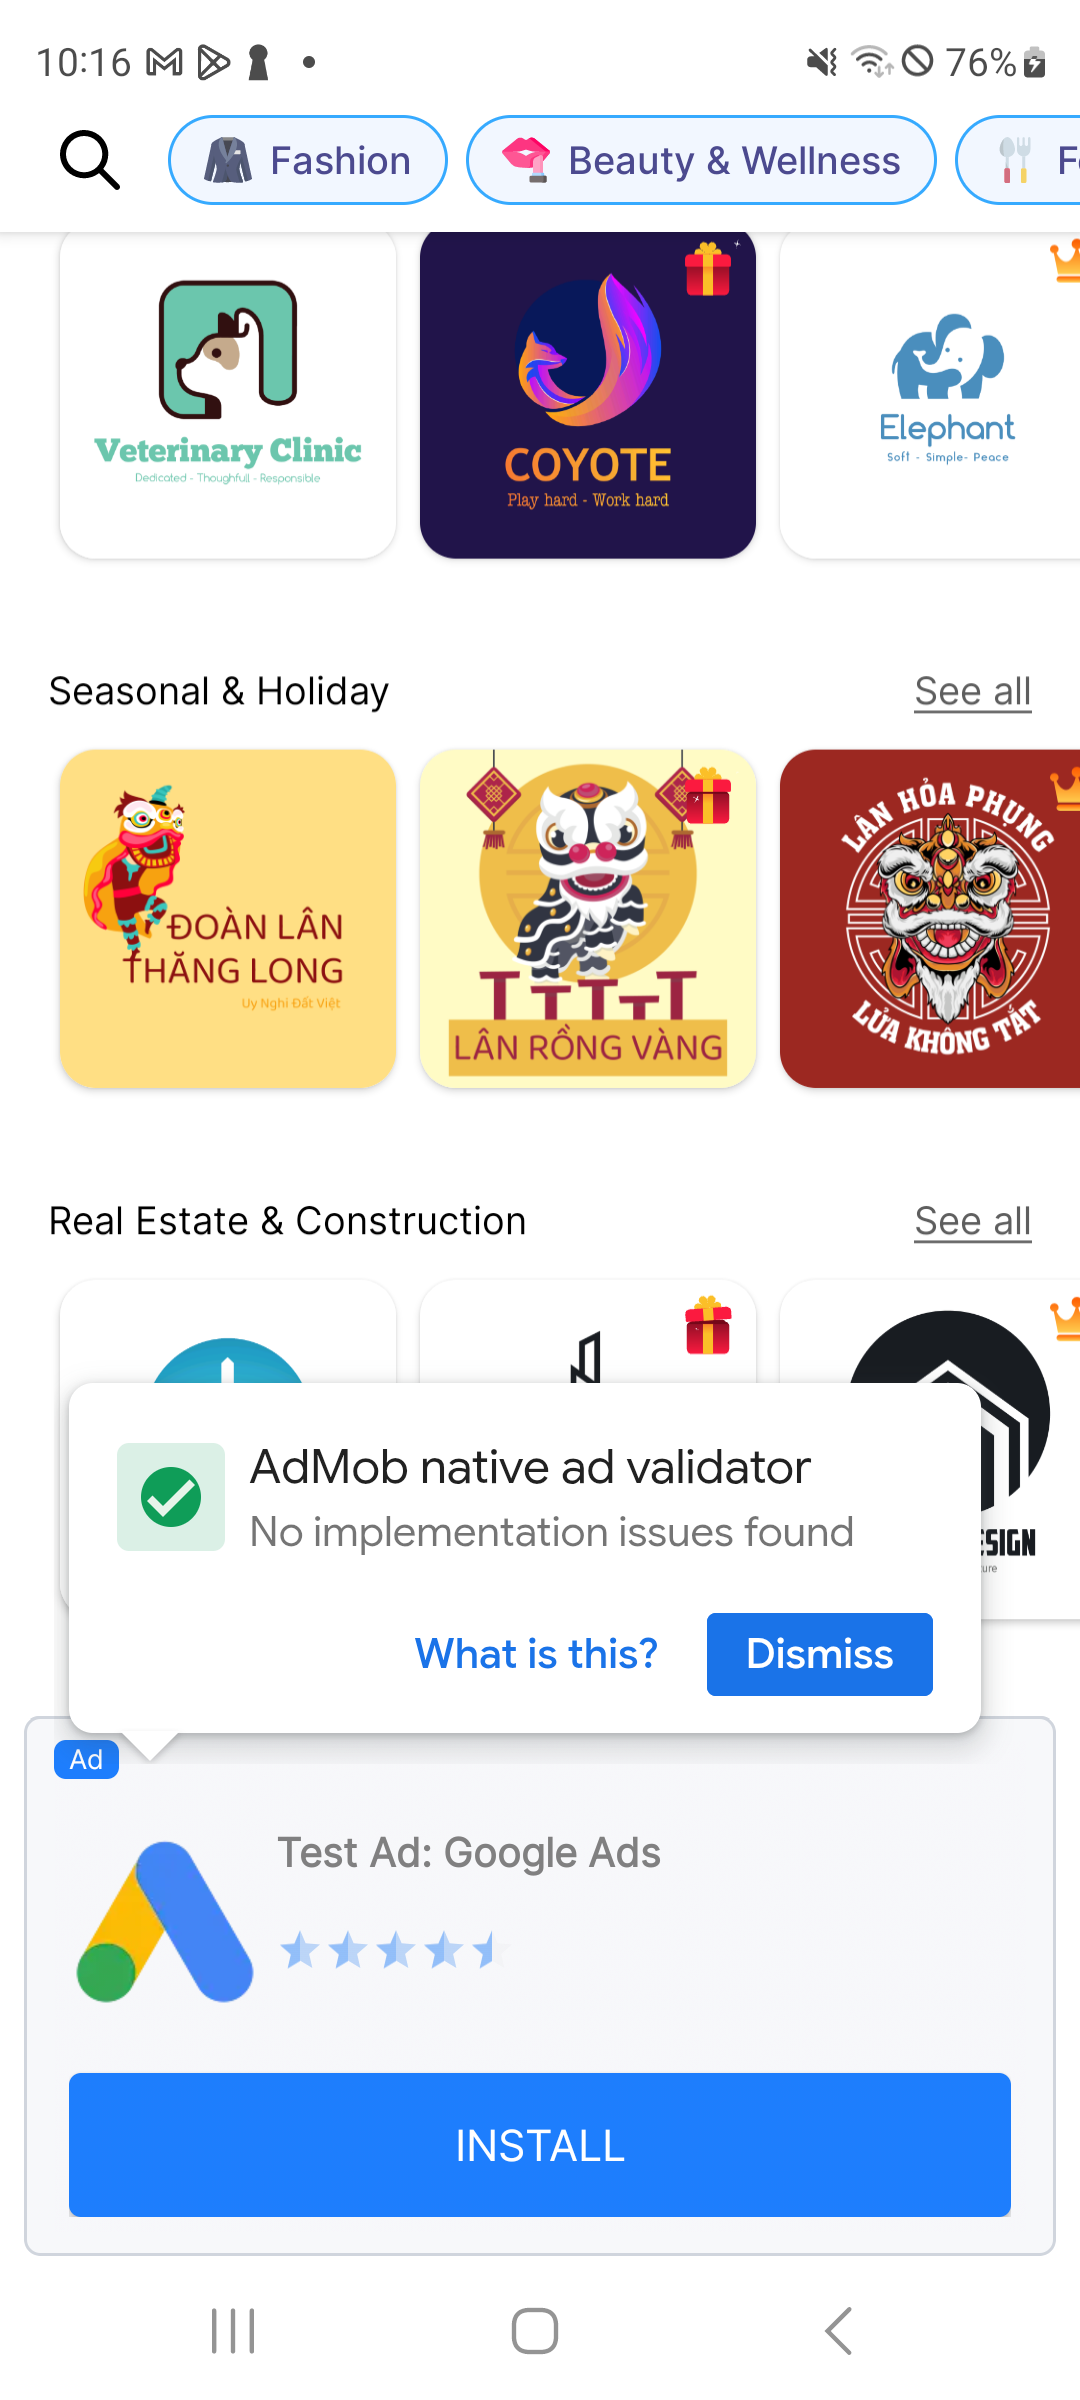 10:16
76%
Fashion
Beauty & Wellness
Veterinary Clinic
Dedicated - Thoughfull - Responsible
COYOTE
Play hard - Work hard
Elephant
Soft - Simple- Peace
Seasonal & Holiday
See all
ĐOÀN LÂN
THĂNG LONG
Uy Nghi Đất Việt
LÂN RỒNG VÀNG
LÂN HỎA PHỤNG
LỬA KHÔNG TẮT
Real Estate & Construction
See all
AdMob native ad validator
No implementation issues found
What is this?
Dismiss
Ad
Test Ad: Google Ads
INSTALL